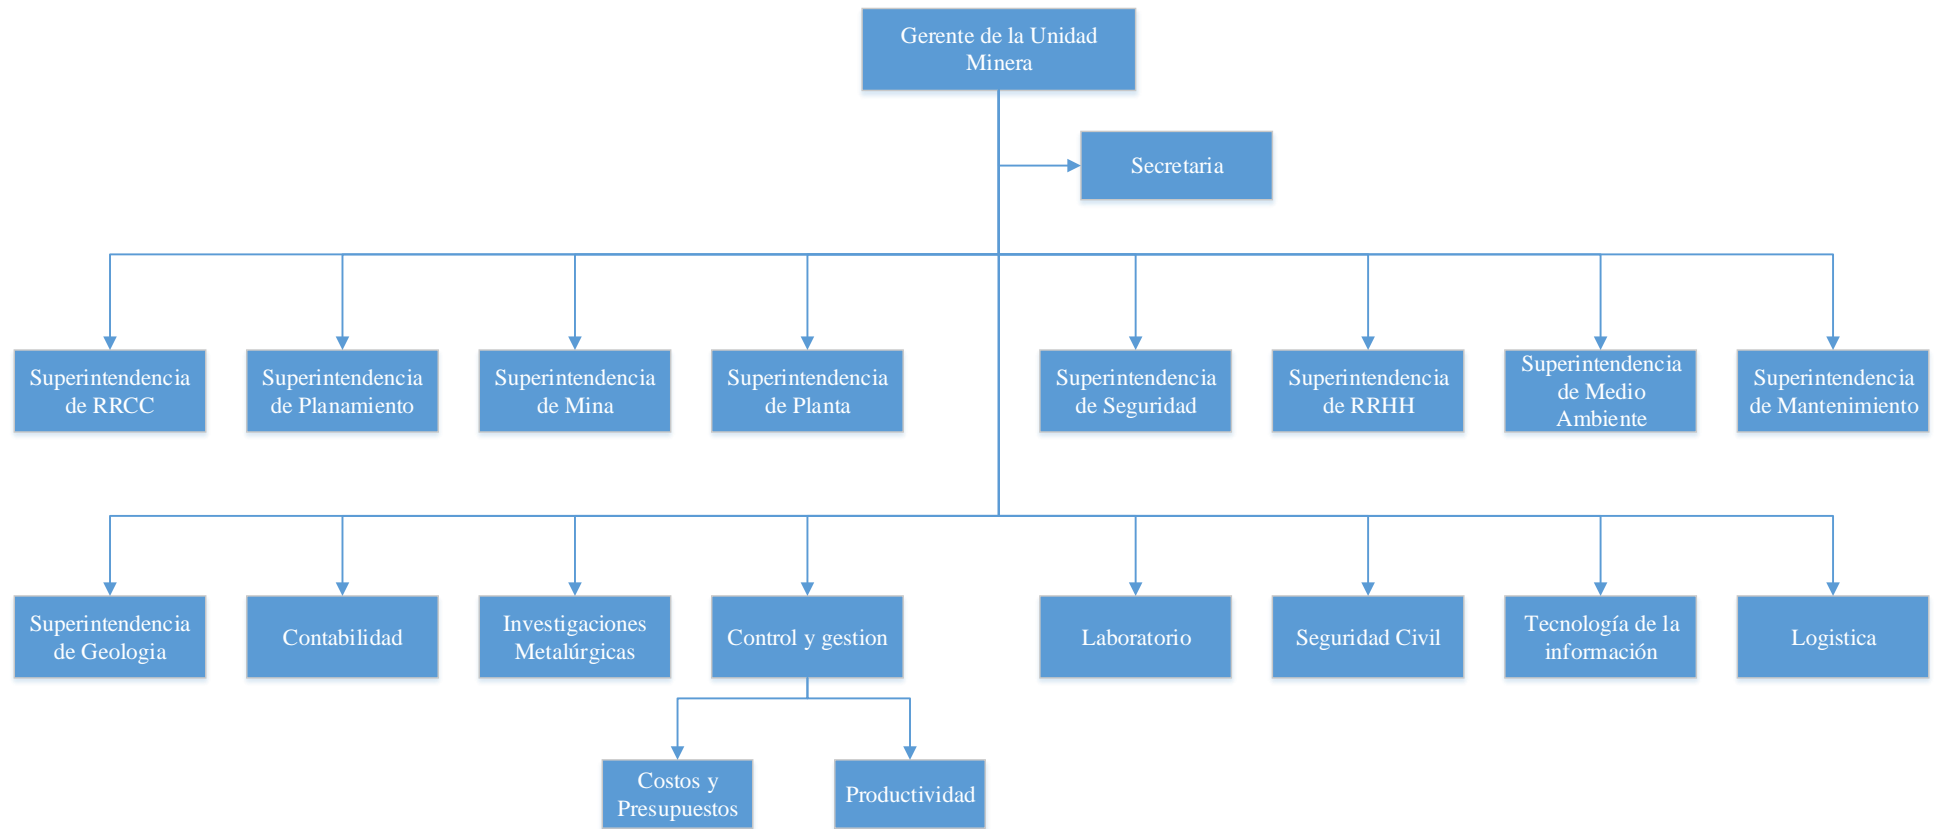 Gerente de la Unidad
Minera
Secretaria
Superintendencia
de RRCC
Superintendencia
de Planamiento
Superintendencia
de Mina
Superintendencia
de Planta
Superintendencia
de Seguridad
Superintendencia
de RRHH
Superintendencia
de Medio
Ambiente
Superintendencia
de Mantenimiento
Superintendencia
de Geologia
Contabilidad
Investigaciones
Metalúrgicas
Control y gestion
Laboratorio
Seguridad Civil
Tecnología de la
información
Logistica
Costos y
Presupuestos
Productividad